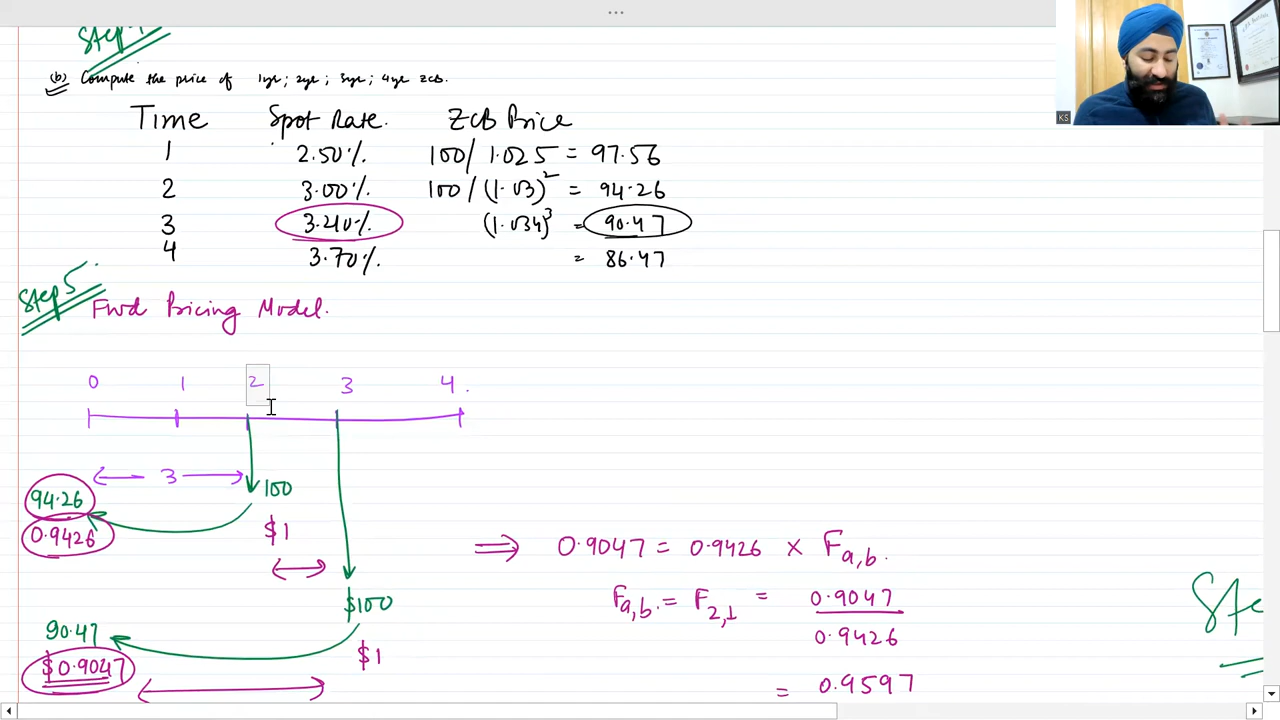 Step 4
(b) Compute the price of 1yr; 2yr; 3yr; 4yr zcb.
Time Spot Rate. ZCB Price
1 2.50% 100/1.025 = 97.56
2 3.00% 100/(1.03)^2 = 94.26
3 3.40% (1.034)^3 = 90.47
4 3.70% = 86.47
Step 5
Fwd Pricing Model.
0 1 2 3 4.
3
94.26 100
0.9426 $1
⇒ 0.9047 = 0.9426 × Fa,b.
$100 Fa,b. = F2,1 = 0.9047
0.9426
90.47
$0.9047 $1
= 0.9597
Ste
KS